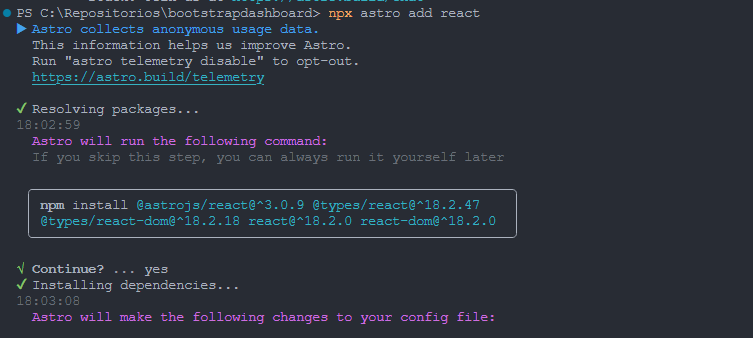 PS C:\Repositorios\bootstrapdashboard> npx astro add react
▶ Astro collects anonymous usage data.
This information helps us improve Astro.
Run "astro telemetry disable" to opt-out.
https://astro.build/telemetry
✔ Resolving packages...
18:02:59
Astro will run the following command:
If you skip this step, you can always run it yourself later
npm install @astrojs/react@^3.0.9 @types/react@^18.2.47
@types/react-dom@^18.2.18 react@^18.2.0 react-dom@^18.2.0
√ Continue? ... yes
✔ Installing dependencies...
18:03:08
Astro will make the following changes to your config file: